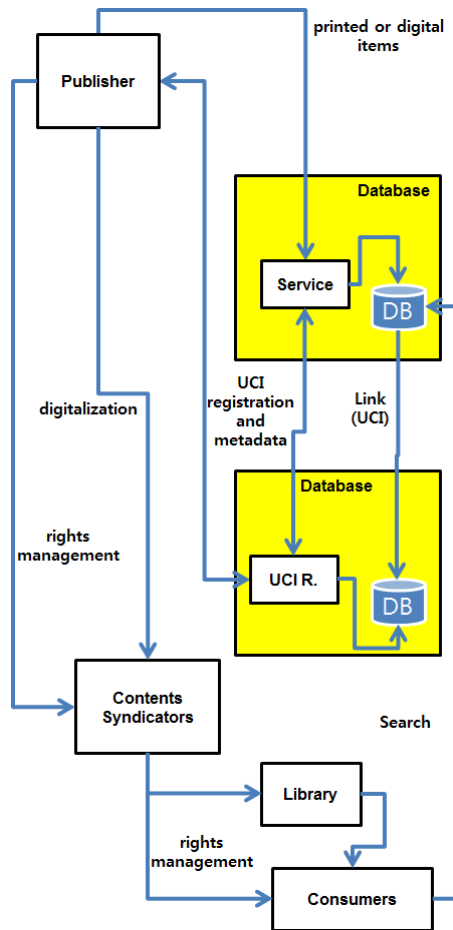 printed or digital
items
Publisher
Database
Service
DB
UCI
registration
and
metadata
Link
(UCI)
digitalization
Database
rights
management
UCI R.
DB
Contents
Syndicators
Search
Library
rights
management
Consumers